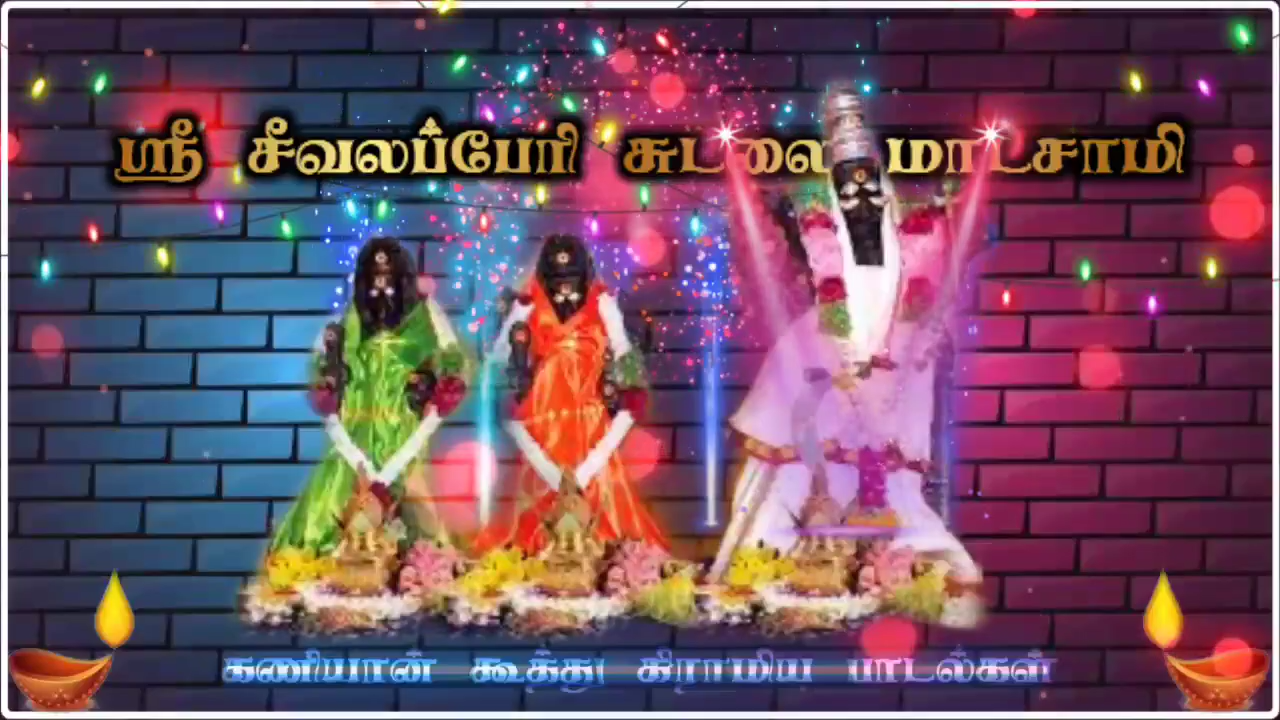 ஸ்ரீ சீவலப்பேரி சுடலை மாடசாமி
கணியான் கூத்து கிராமிய பாடல்கள்